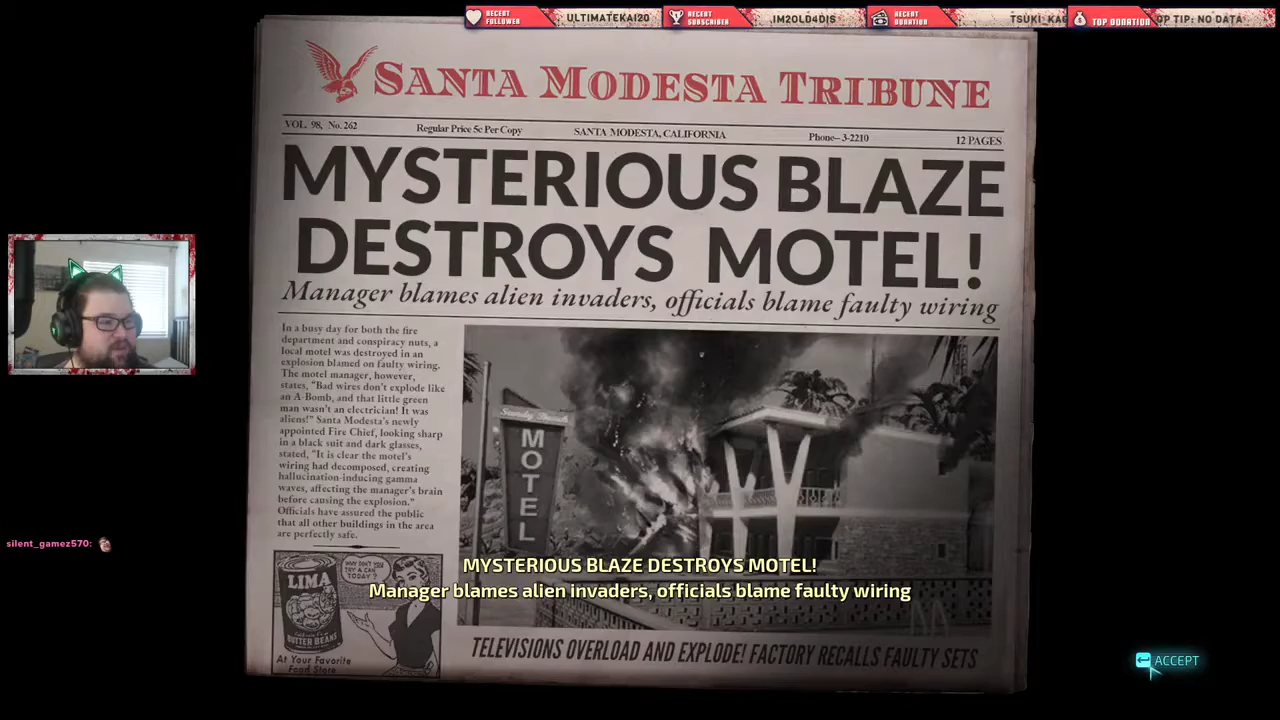 RECENT FOLLOWER
ULTIMATEKAI20
RECENT SUBSCRIBER
IM2OLD4DIS
RECENT DONATION
TSUKI_KA
TOP DONATION
OP TIP: NO DATA
SANTA MODESTA TRIBUNE
VOL. 98, No. 262
Regular Price 5c Per Copy
SANTA MODESTA, CALIFORNIA
Phone–3-2210
12 PAGES
MYSTERIOUS BLAZE
DESTROYS MOTEL!
Manager blames alien invaders, officials blame faulty wiring
In a busy day for both the fire
department and conspiracy nuts, a
local motel was destroyed in an
explosion blamed on faulty wiring.
The motel manager, however,
states, “Bad wires don’t explode like
an A-Bomb, and that little green
man wasn’t an electrician! It was
aliens!” Santa Modesta’s newly
appointed Fire Chief, looking sharp
in a black suit and dark glasses,
stated, “It is clear the motel’s
wiring had decomposed, creating
hallucination-inducing gamma
waves, affecting the manager’s brain
before causing the explosion.”
Officials have assured the public
that all other buildings in the area
are perfectly safe.
MOTEL
silent_gamez570:
WHY DON'T YOU
TRY A CAN
TODAY?
LIMA
BUTTER BEANS
At Your Favorite
Food Store
MYSTERIOUS BLAZE DESTROYS MOTEL!
Manager blames alien invaders, officials blame faulty wiring
TELEVISIONS OVERLOAD AND EXPLODE! FACTORY RECALLS FAULTY SETS
ACCEPT